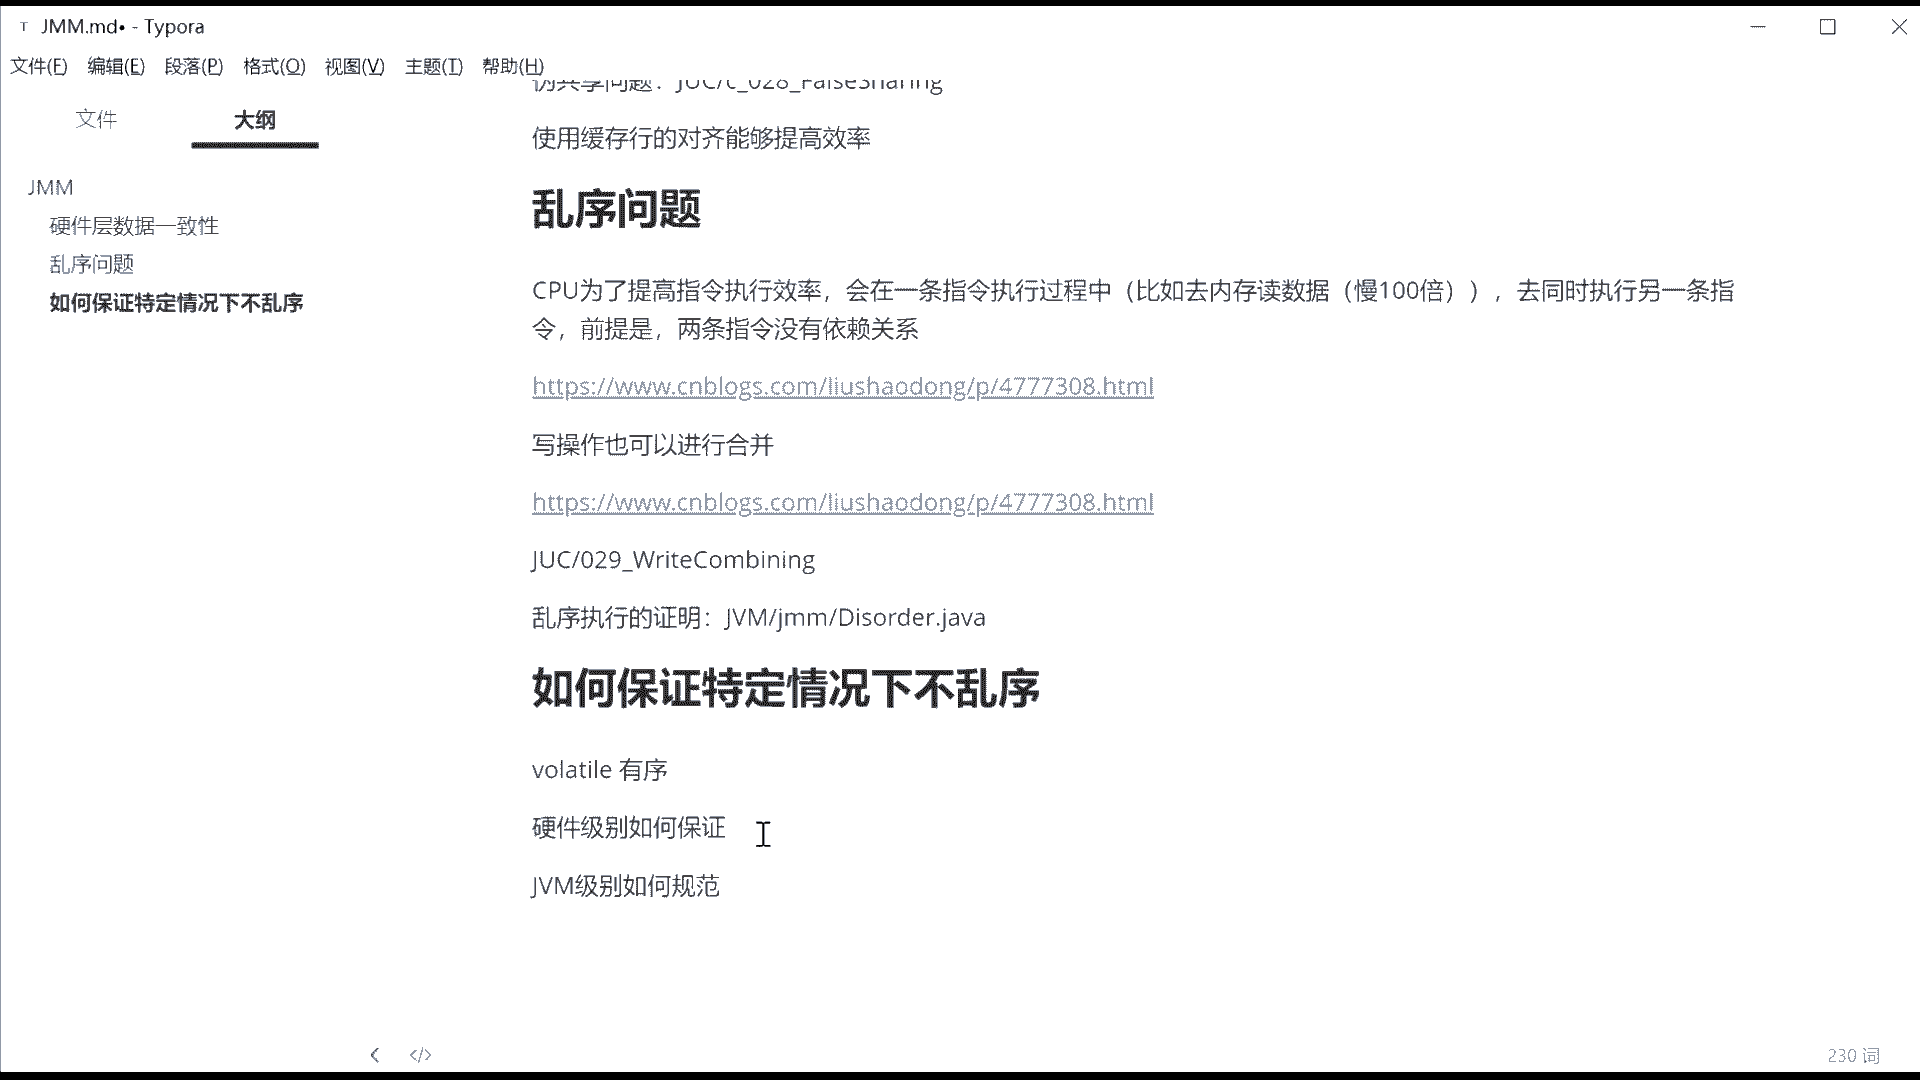 JMM.md• - Typora
文件(F) 编辑(E) 段落(P) 格式(O) 视图(V) 主题(T) 帮助(H)
文件 大纲
JMM
硬件层数据一致性
乱序问题
如何保证特定情况下不乱序
伪共享问题：JUC/c_028_FalseSharing
使用缓存行的对齐能够提高效率
乱序问题
CPU为了提高指令执行效率，会在一条指令执行过程中（比如去内存读数据（慢100倍）），去同时执行另一条指
令，前提是，两条指令没有依赖关系
https://www.cnblogs.com/liushaodong/p/4777308.html
写操作也可以进行合并
https://www.cnblogs.com/liushaodong/p/4777308.html
JUC/029_WriteCombining
乱序执行的证明：JVM/jmm/Disorder.java
如何保证特定情况下不乱序
volatile 有序
硬件级别如何保证
JVM级别如何规范
230 词